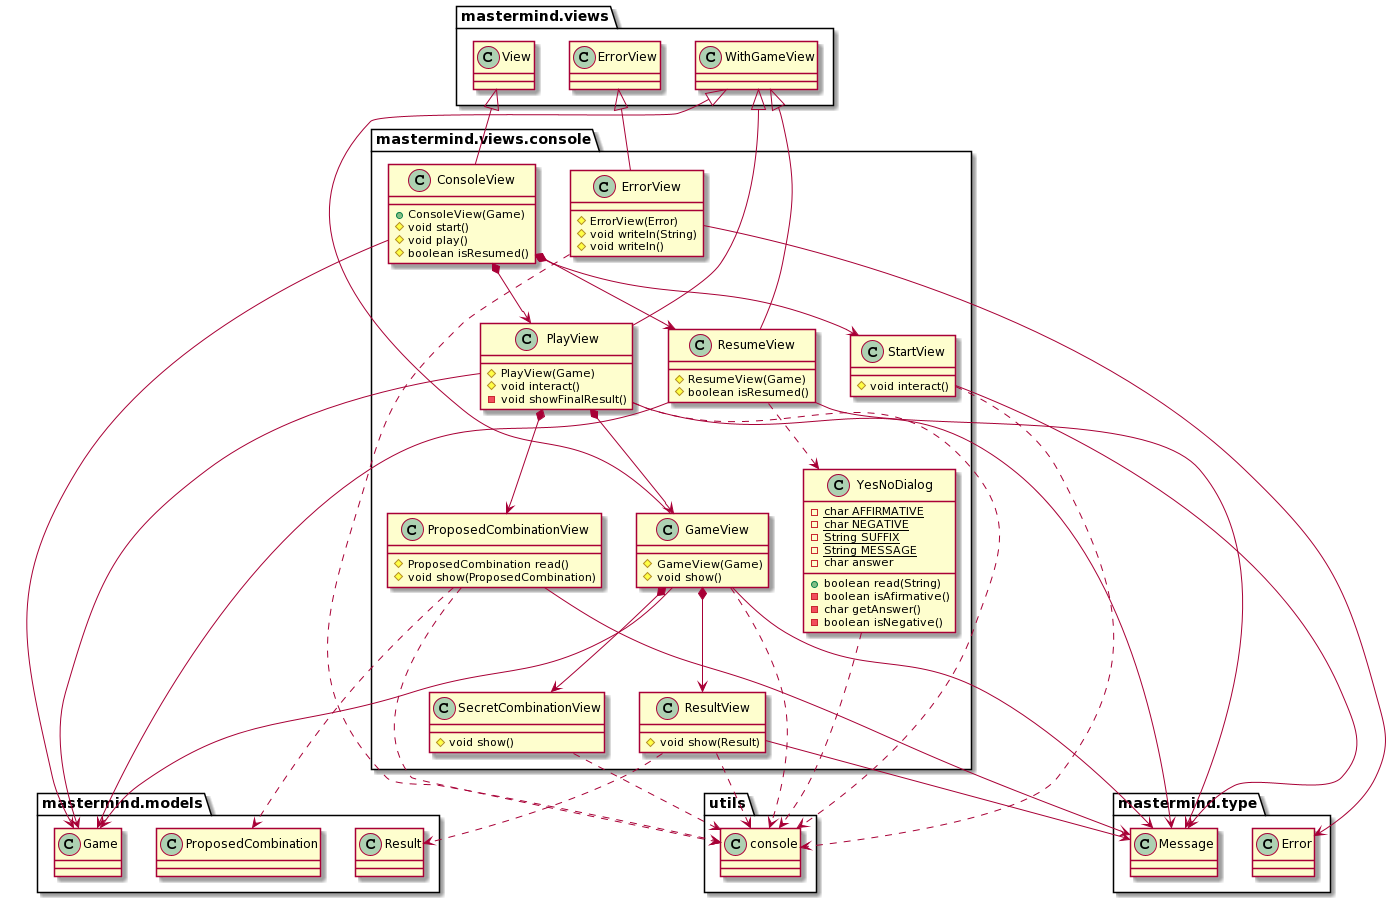 mastermind.views
C View
C ErrorView
C WithGameView
mastermind.views.console
C ConsoleView
ConsoleView(Game)
void start()
void play()
boolean isResumed()
C ErrorView
ErrorView(Error)
void writeln(String)
void writeln()
C PlayView
PlayView(Game)
void interact()
void showFinalResult()
C ResumeView
ResumeView(Game)
boolean isResumed()
C StartView
void interact()
C YesNoDialog
char AFFIRMATIVE
char NEGATIVE
String SUFFIX
String MESSAGE
char answer
boolean read(String)
boolean isAfirmative()
char getAnswer()
boolean isNegative()
C ProposedCombinationView
ProposedCombination read()
void show(ProposedCombination)
C GameView
GameView(Game)
void show()
C SecretCombinationView
void show()
C ResultView
void show(Result)
mastermind.models
C Game
C ProposedCombination
C Result
utils
C console
mastermind.type
C Message
C Error